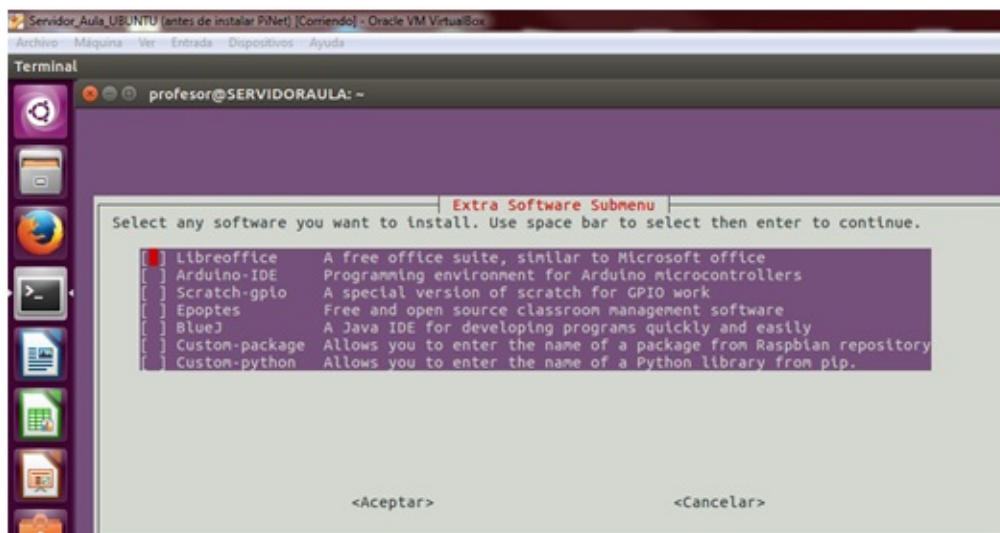 Servidor_Aula_UBUNTU (antes de instalar PiNet) [Corriendo] - Oracle VM VirtualBox
Archivo Máquina Ver Entrada Dispositivos Ayuda
Terminal
profesor@SERVIDORAULA: ~
Extra Software Submenu
Select any software you want to install. Use space bar to select then enter to continue.
[ ] Libreoffice A free office suite, similar to Microsoft office
[ ] Arduino-IDE Programming environment for Arduino microcontrollers
[ ] Scratch-gpio A special version of scratch for GPIO work
[ ] Epoptes Free and open source classroom management software
[ ] BlueJ A Java IDE for developing programs quickly and easily
[ ] Custom-package Allows you to enter the name of a package from Raspbian repository
[ ] Custom-python Allows you to enter the name of a Python library from pip.
<Aceptar> <Cancelar>